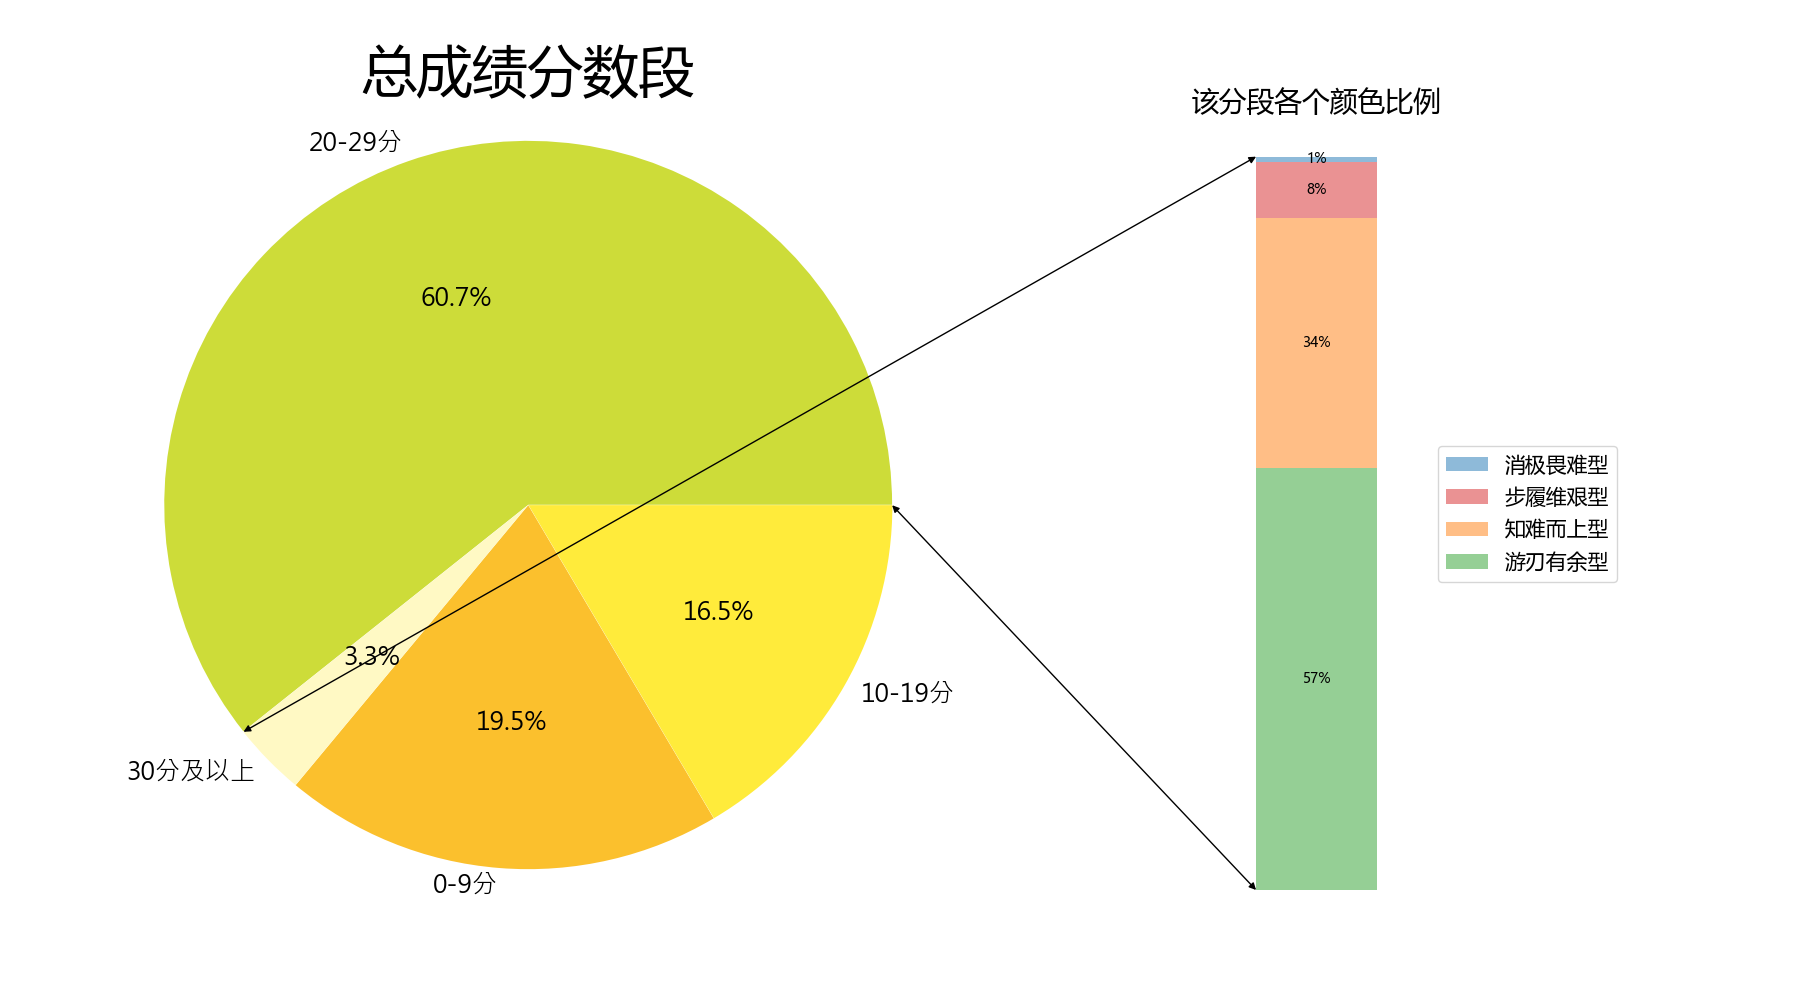 总成绩分数段
20-29分
60.7%
3.3%
30分及以上
19.5%
0-9分
16.5%
10-19分
该分段各个颜色比例
1%
8%
34%
57%
消极畏难型
步履维艰型
知难而上型
游刃有余型